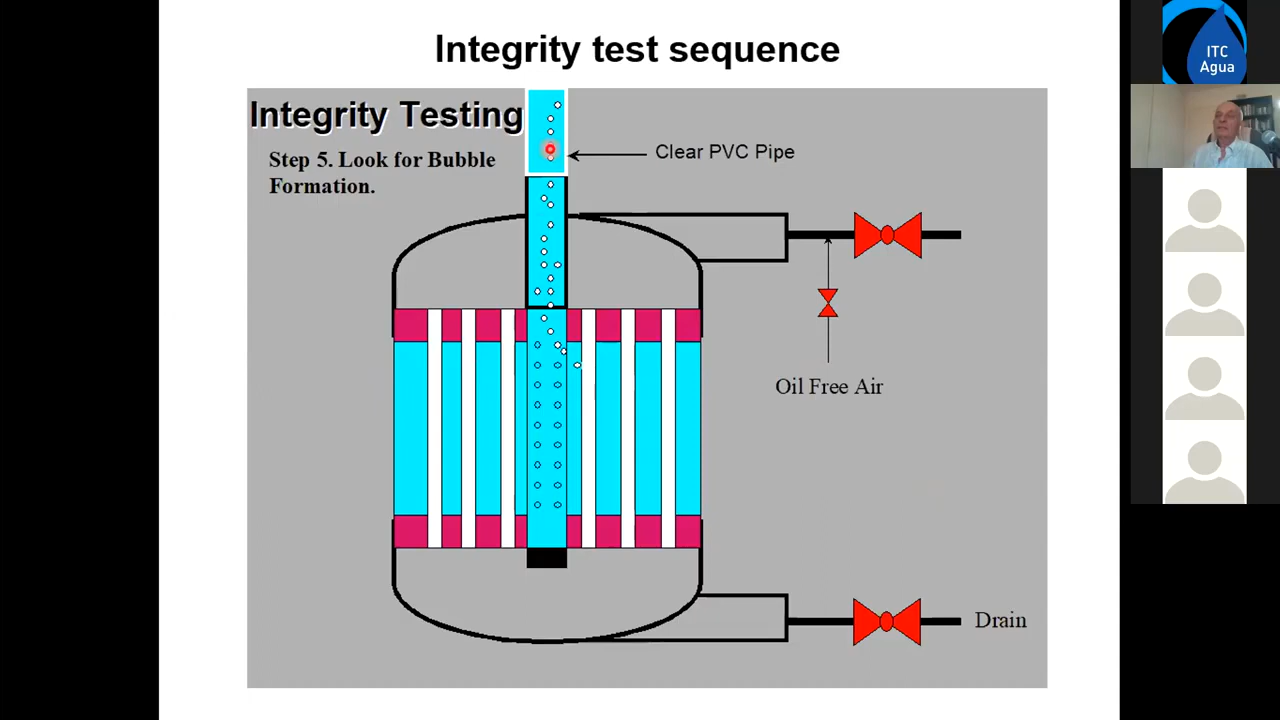 Integrity test sequence
Integrity Testing
Step 5. Look for Bubble
Formation.
Clear PVC Pipe
Oil Free Air
Drain
ITC
Agua